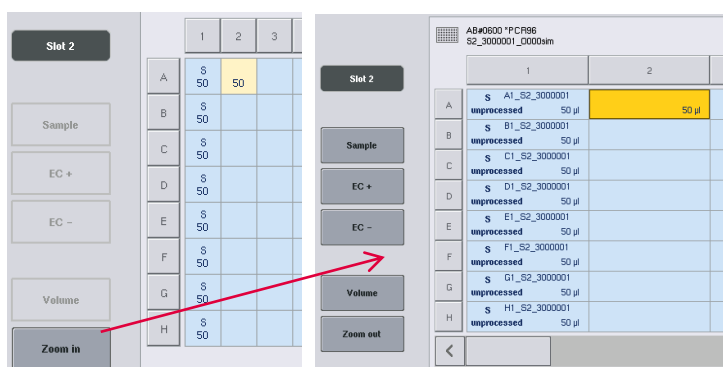 Slot 2
Sample
EC +
EC -
Volume
Zoom in
1 2 3
A S 50 50
B S 50
C S 50
D S 50
E S 50
F S 50
G S 50
H S 50
Slot 2
Sample
EC +
EC -
Volume
Zoom out
AB#0600 *PCR96
S2_3000001_0000sim
1 2
A S A1_S2_3000001
unprocessed 50 µl 50 µl
B S B1_S2_3000001
unprocessed 50 µl
C S C1_S2_3000001
unprocessed 50 µl
D S D1_S2_3000001
unprocessed 50 µl
E S E1_S2_3000001
unprocessed 50 µl
F S F1_S2_3000001
unprocessed 50 µl
G S G1_S2_3000001
unprocessed 50 µl
H S H1_S2_3000001
unprocessed 50 µl